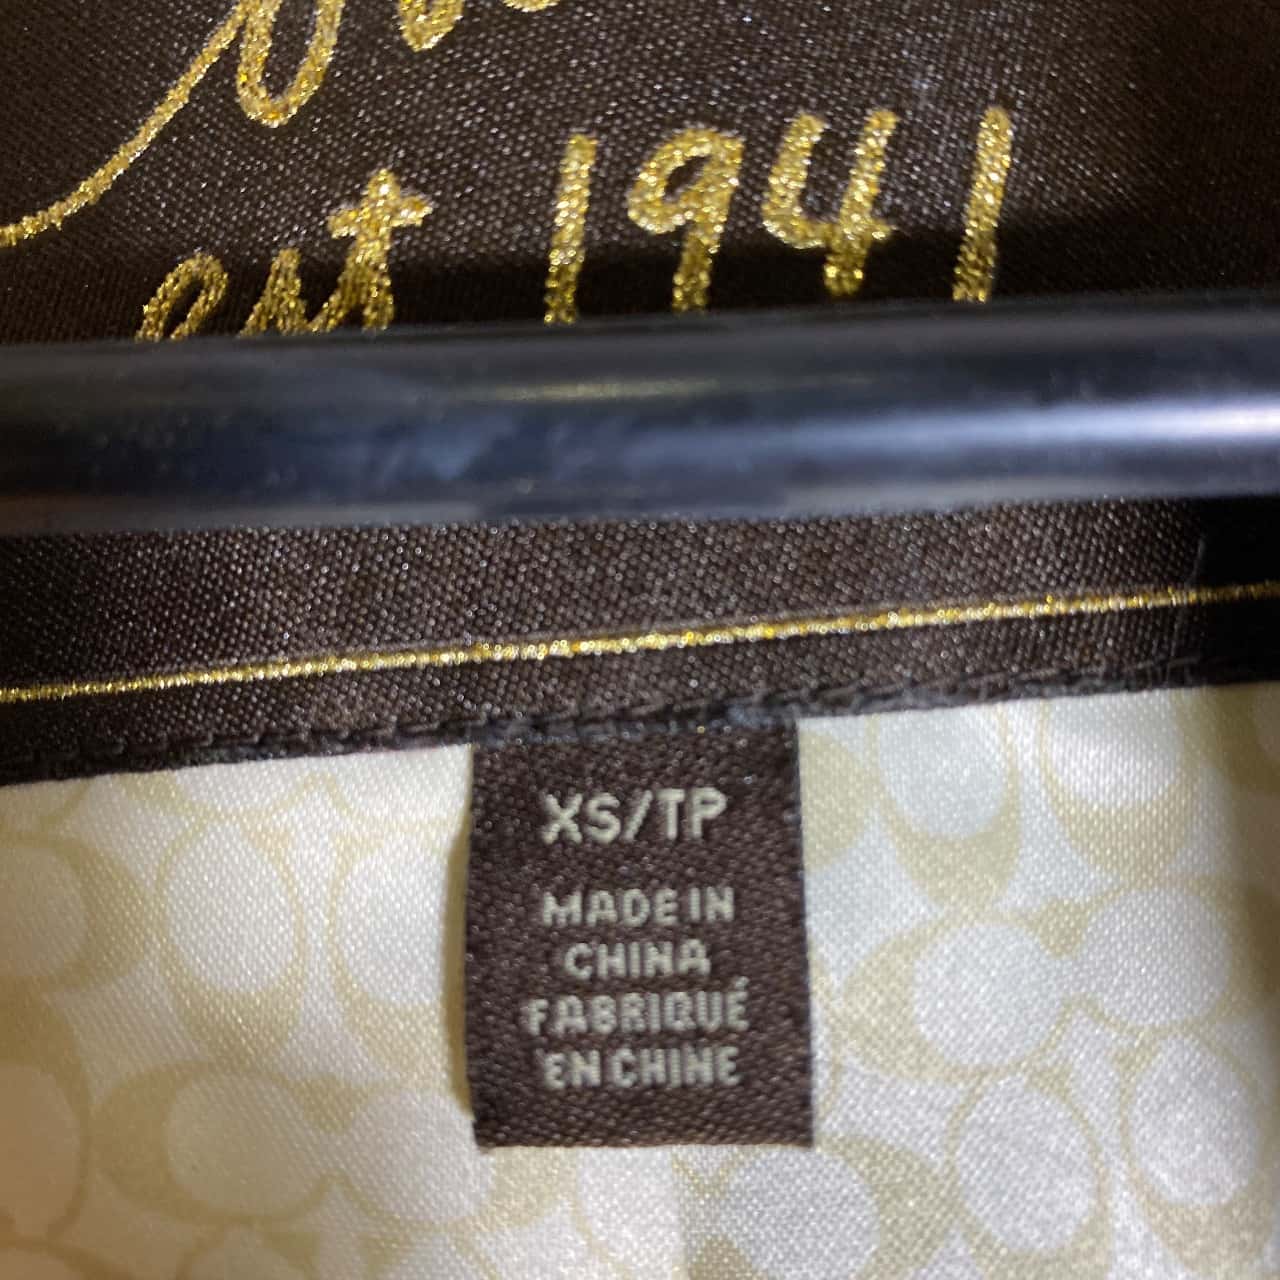 est 1941
XS/TP
MADE IN
CHINA
FABRIQUÉ
EN CHINE